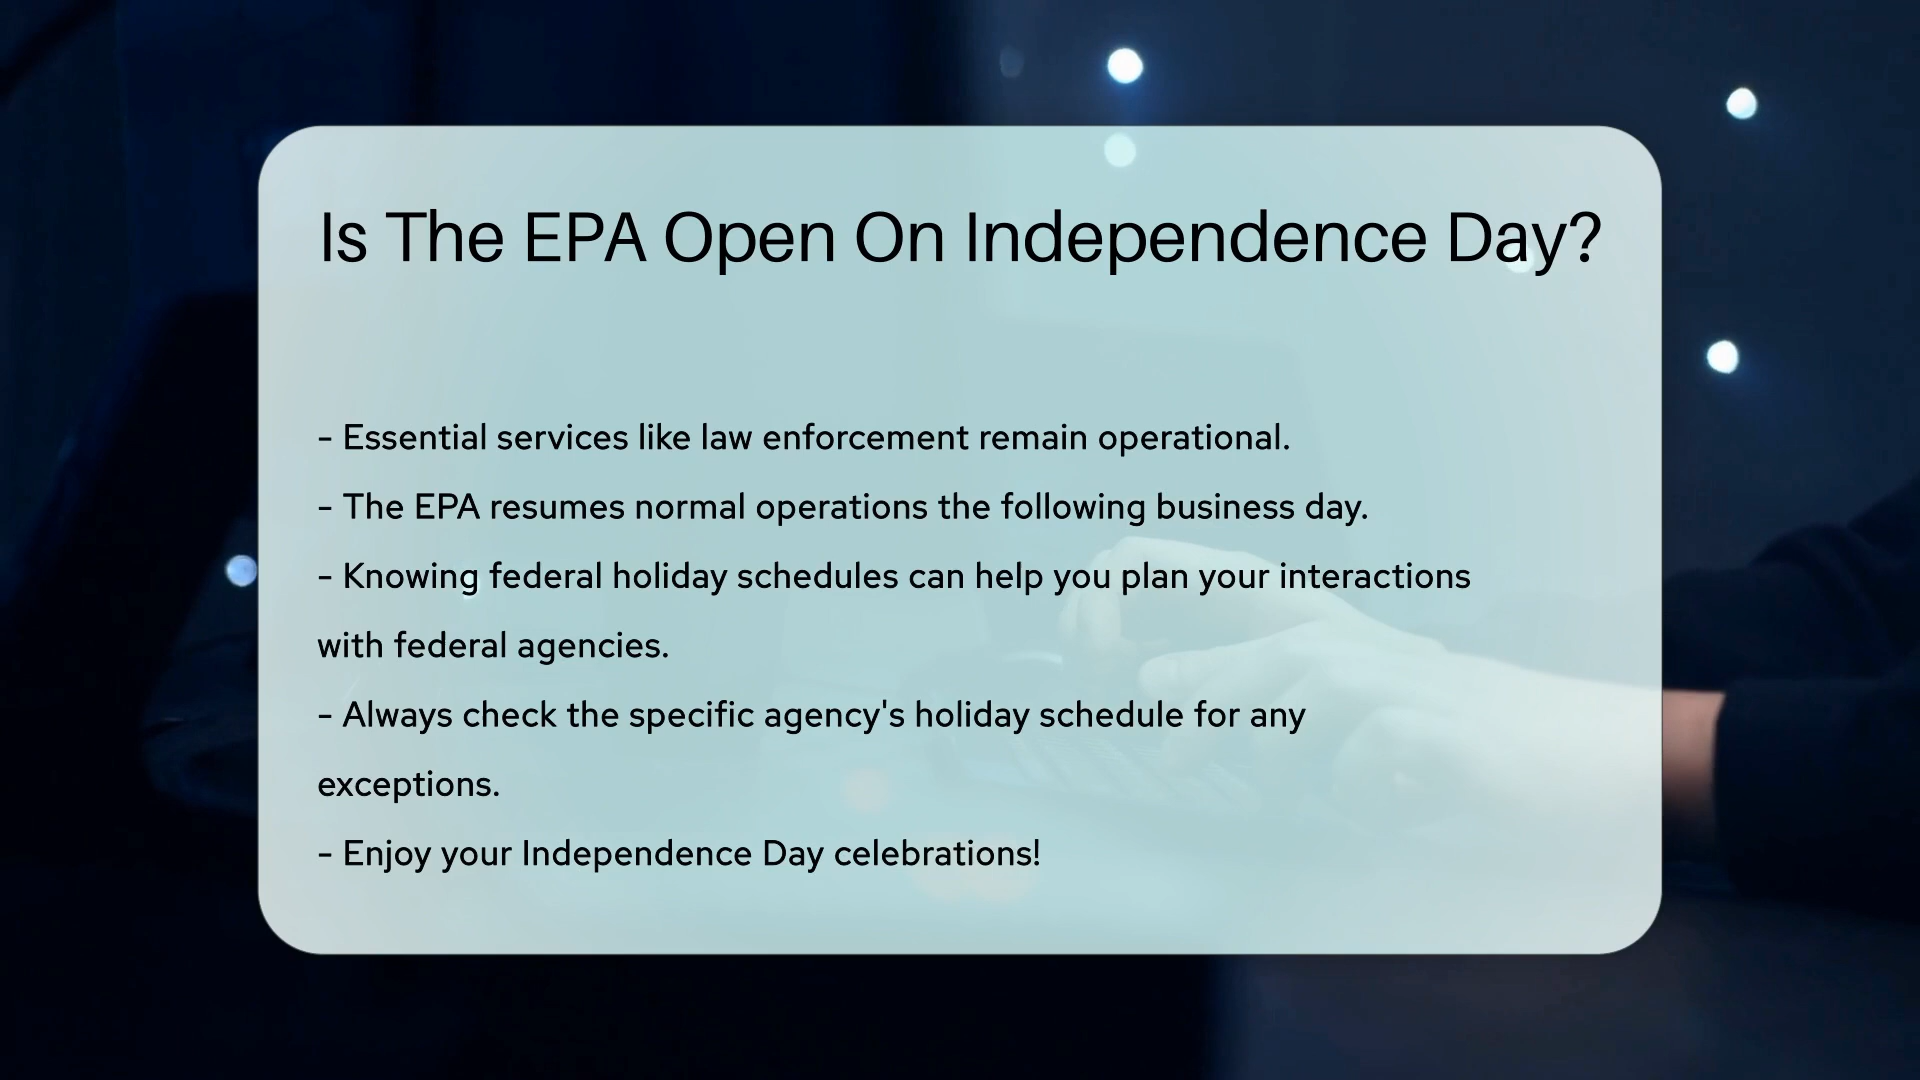 Is The EPA Open On Independence Day?
- Essential services like law enforcement remain operational.
- The EPA resumes normal operations the following business day.
- Knowing federal holiday schedules can help you plan your interactions
with federal agencies.
- Always check the specific agency's holiday schedule for any
exceptions.
- Enjoy your Independence Day celebrations!